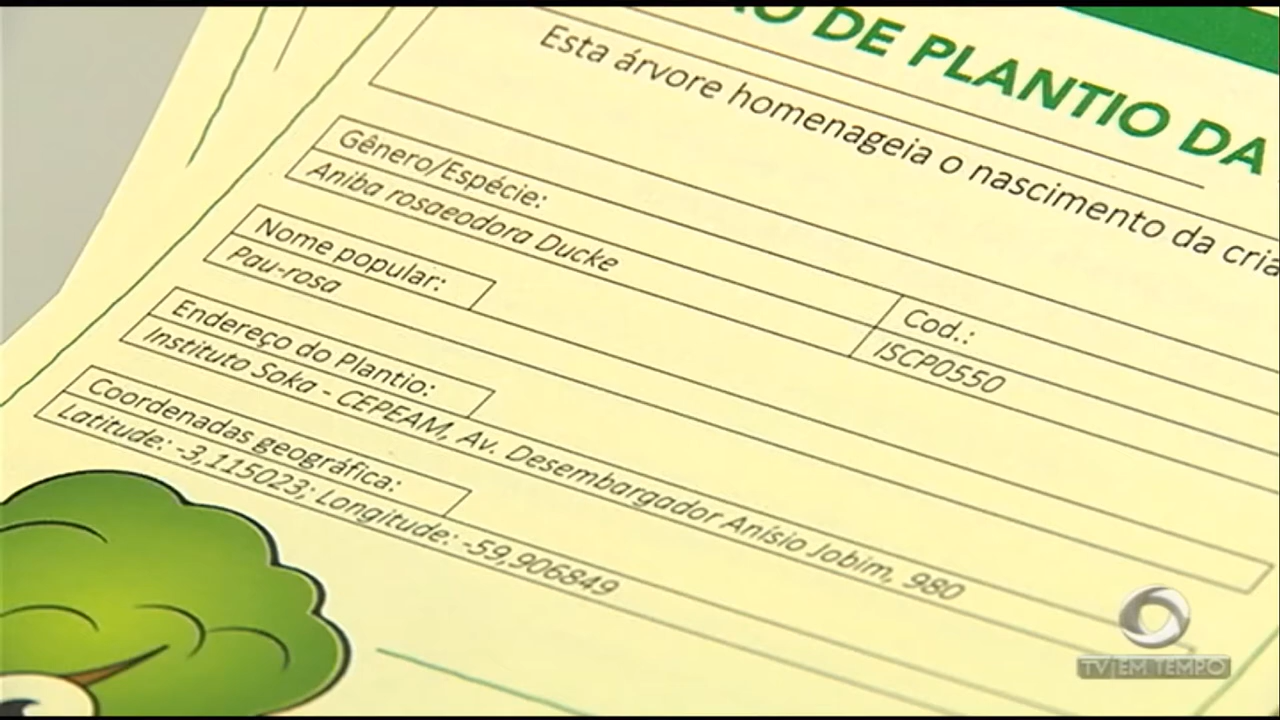 DE PLANTIO DA
Esta árvore homenageia o nascimento da
Gênero/Espécie:
Aniba rosaeodora Ducke
Cod.:
ISCP0550
Nome popular:
Pau-rosa
Endereço do Plantio:
Instituto Soka - CEPEAM, Av. Desembargador Anísio Jobim, 980
Coordenadas geográfica:
Latitude: -3,115023; Longitude: -59,906849
TV EM TEMPO